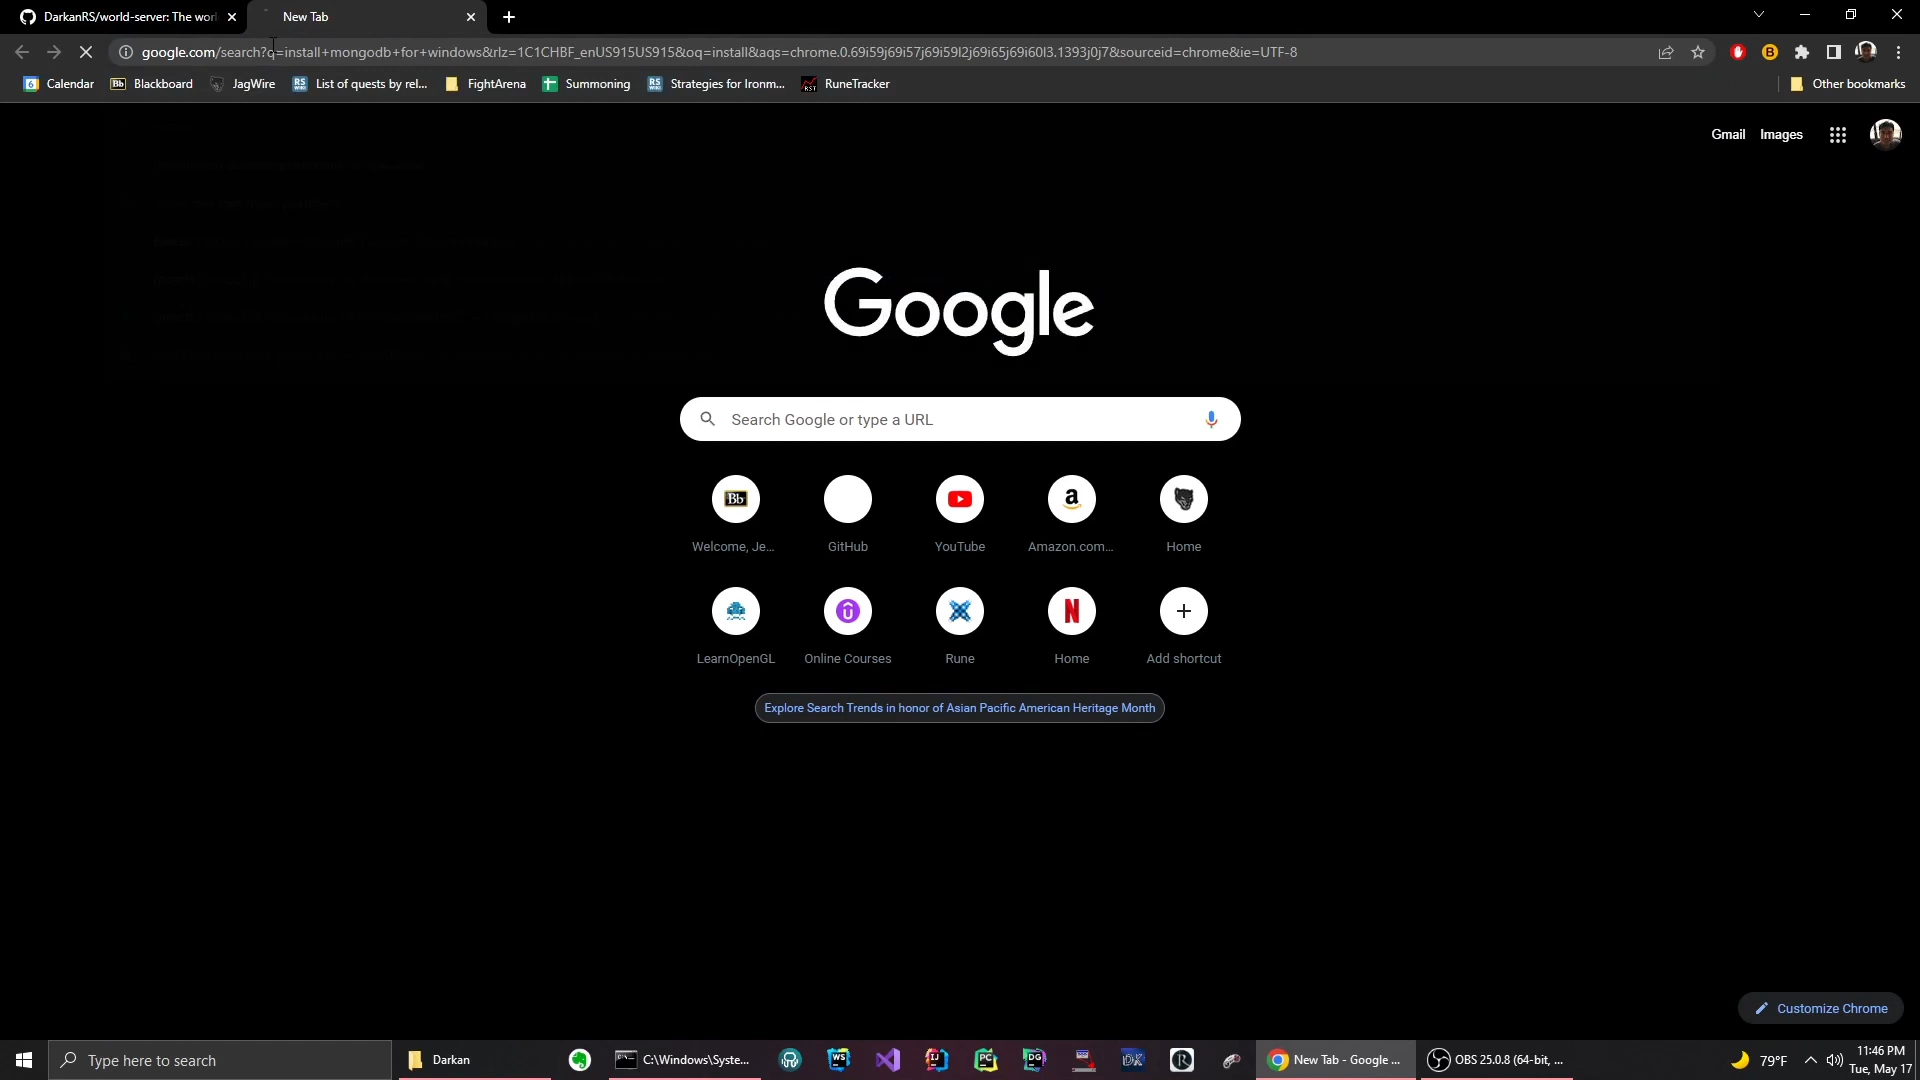 DarkanRS/world-server: The worl
New Tab
google.com/search?q=install+mongodb+for+windows&rlz=1C1CHBF_enUS915US915&oq=install&aqs=chrome.0.69i59j69i57j69i59l2j69i65j69i60l3.1393j0j7&sourceid=chrome&ie=UTF-8
Calendar
Blackboard
JagWire
List of quests by rel...
FightArena
Summoning
Strategies for Ironm...
RuneTracker
Other bookmarks
Gmail
Images
Google
Search Google or type a URL
Welcome, Je...
GitHub
YouTube
Amazon.com...
Home
LearnOpenGL
Online Courses
Rune
Home
Add shortcut
Explore Search Trends in honor of Asian Pacific American Heritage Month
Customize Chrome
Type here to search
Darkan
C:\Windows\Syste...
New Tab - Google ...
OBS 25.0.8 (64-bit, ...
79°F
11:46 PM
Tue, May 17